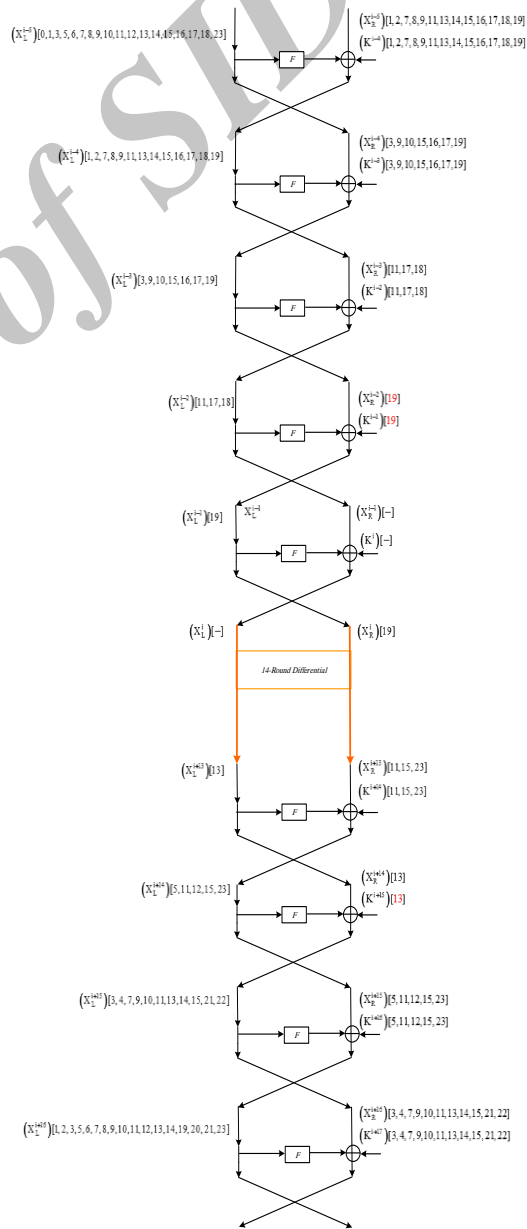 of SID
(X_L^{i-5})[0,1,3,5,6,7,8,9,10,11,12,13,14,15,16,17,18,23]
(X_R^{i-5})[1,2,7,8,9,11,13,14,15,16,17,18,19]
(K^{i-4})[1,2,7,8,9,11,13,14,15,16,17,18,19]
F
(X_L^{i-4})[1,2,7,8,9,11,13,14,15,16,17,18,19]
(X_R^{i-4})[3,9,10,15,16,17,19]
(K^{i-3})[3,9,10,15,16,17,19]
F
(X_L^{i-3})[3,9,10,15,16,17,19]
(X_R^{i-3})[11,17,18]
(K^{i-2})[11,17,18]
F
(X_L^{i-2})[11,17,18]
(X_R^{i-2})[19]
(K^{i-1})[19]
F
(X_L^{i-1})[19]
X_L^{i-1}
(X_R^{i-1})[-]
(K^i)[-]
F
(X_L^i)[-]
(X_R^i)[19]
14-Round Differential
(X_L^{i+13})[13]
(X_R^{i+13})[11,15,23]
(K^{i+14})[11,15,23]
F
(X_L^{i+14})[5,11,12,15,23]
(X_R^{i+14})[13]
(K^{i+15})[13]
F
(X_L^{i+15})[3,4,7,9,10,11,13,14,15,21,22]
(X_R^{i+15})[5,11,12,15,23]
(K^{i+16})[5,11,12,15,23]
F
(X_L^{i+16})[1,2,3,5,6,7,8,9,10,11,12,13,14,19,20,21,23]
(X_R^{i+16})[3,4,7,9,10,11,13,14,15,21,22]
(K^{i+17})[3,4,7,9,10,11,13,14,15,21,22]
F